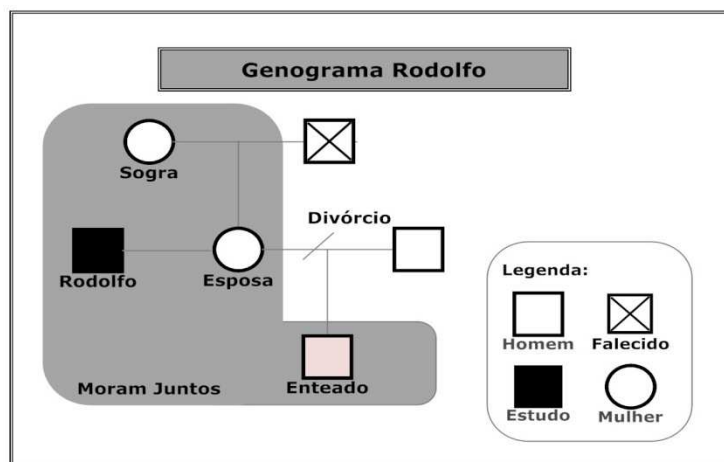 Genograma Rodolfo
Sogra
Divórcio
Rodolfo
Esposa
Moram Juntos
Enteado
Legenda:
Homem
Falecido
Estudo
Mulher